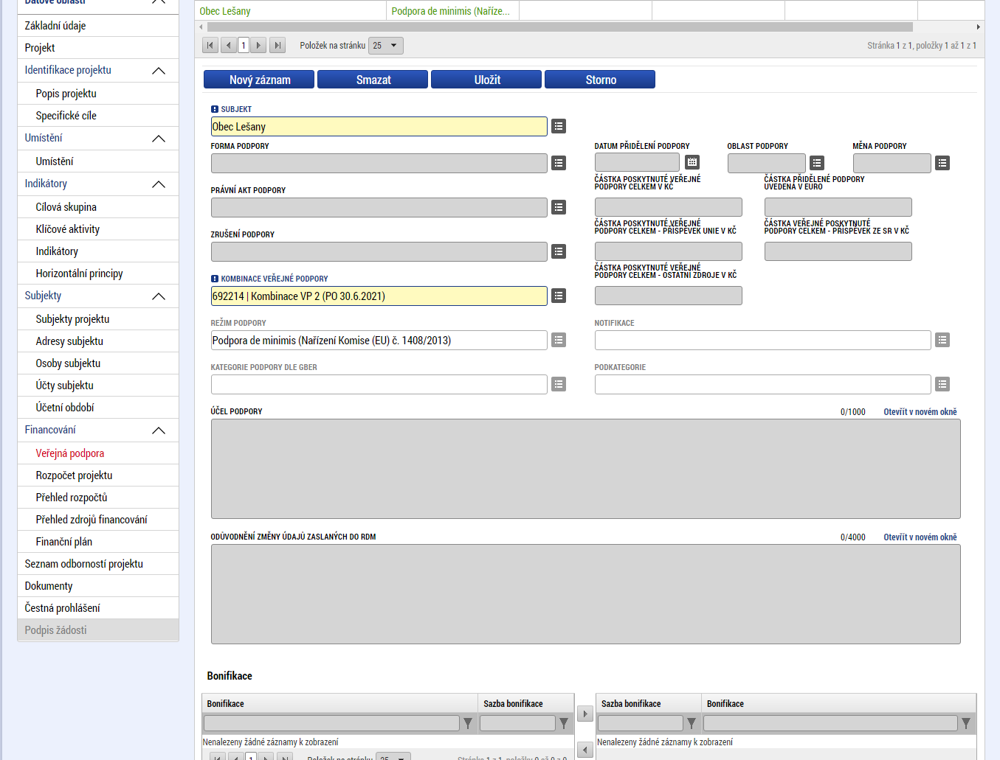 Datové oblasti
Základní údaje
Projekt
Identifikace projektu
Popis projektu
Specifické cíle
Umístění
Umístění
Indikátory
Cílová skupina
Klíčové aktivity
Indikátory
Horizontální principy
Subjekty
Subjekty projektu
Adresy subjektu
Osoby subjektu
Účty subjektu
Účetní období
Financování
Veřejná podpora
Rozpočet projektu
Přehled rozpočtů
Přehled zdrojů financování
Finanční plán
Seznam odborností projektu
Dokumenty
Čestná prohlášení
Podpis žádosti
Obec Lešany Podpora de minimis (Naříze...
1 Položek na stránku 25 Stránka 1 z 1, položky 1 až 1 z 1
Nový záznam Smazat Uložit Storno
SUBJEKT
Obec Lešany
FORMA PODPORY DATUM PŘIDĚLENÍ PODPORY OBLAST PODPORY MĚNA PODPORY
ČÁSTKA POSKYTNUTÉ VEŘEJNÉ
PODPORY CELKEM V KČ
ČÁSTKA PŘIDĚLENÉ PODPORY
UVEDENÁ V EURO
PRÁVNÍ AKT PODPORY
ČÁSTKA POSKYTNUTÉ VEŘEJNÉ
PODPORY CELKEM - PŘÍSPĚVEK UNIE V KČ
ČÁSTKA VEŘEJNÉ POSKYTNUTÉ
PODPORY CELKEM - PŘÍSPĚVEK ZE SR V KČ
ZRUŠENÍ PODPORY
ČÁSTKA POSKYTNUTÉ VEŘEJNÉ
PODPORY CELKEM - OSTATNÍ ZDROJE V KČ
KOMBINACE VEŘEJNÉ PODPORY
692214 | Kombinace VP 2 (PO 30.6.2021)
REŽIM PODPORY NOTIFIKACE
Podpora de minimis (Nařízení Komise (EU) č. 1408/2013)
KATEGORIE PODPORY DLE GBER PODKATEGORIE
ÚČEL PODPORY 0/1000 Otevřít v novém okně
ODŮVODNĚNÍ ZMĚNY ÚDAJŮ ZASLANÝCH DO RDM 0/4000 Otevřít v novém okně
Bonifikace
Bonifikace Sazba bonifikace Sazba bonifikace Bonifikace
Nenalezeny žádné záznamy k zobrazení Nenalezeny žádné záznamy k zobrazení
1 Položek na stránku 25 Stránka 1 z 1, položky 0 až 0 z 0